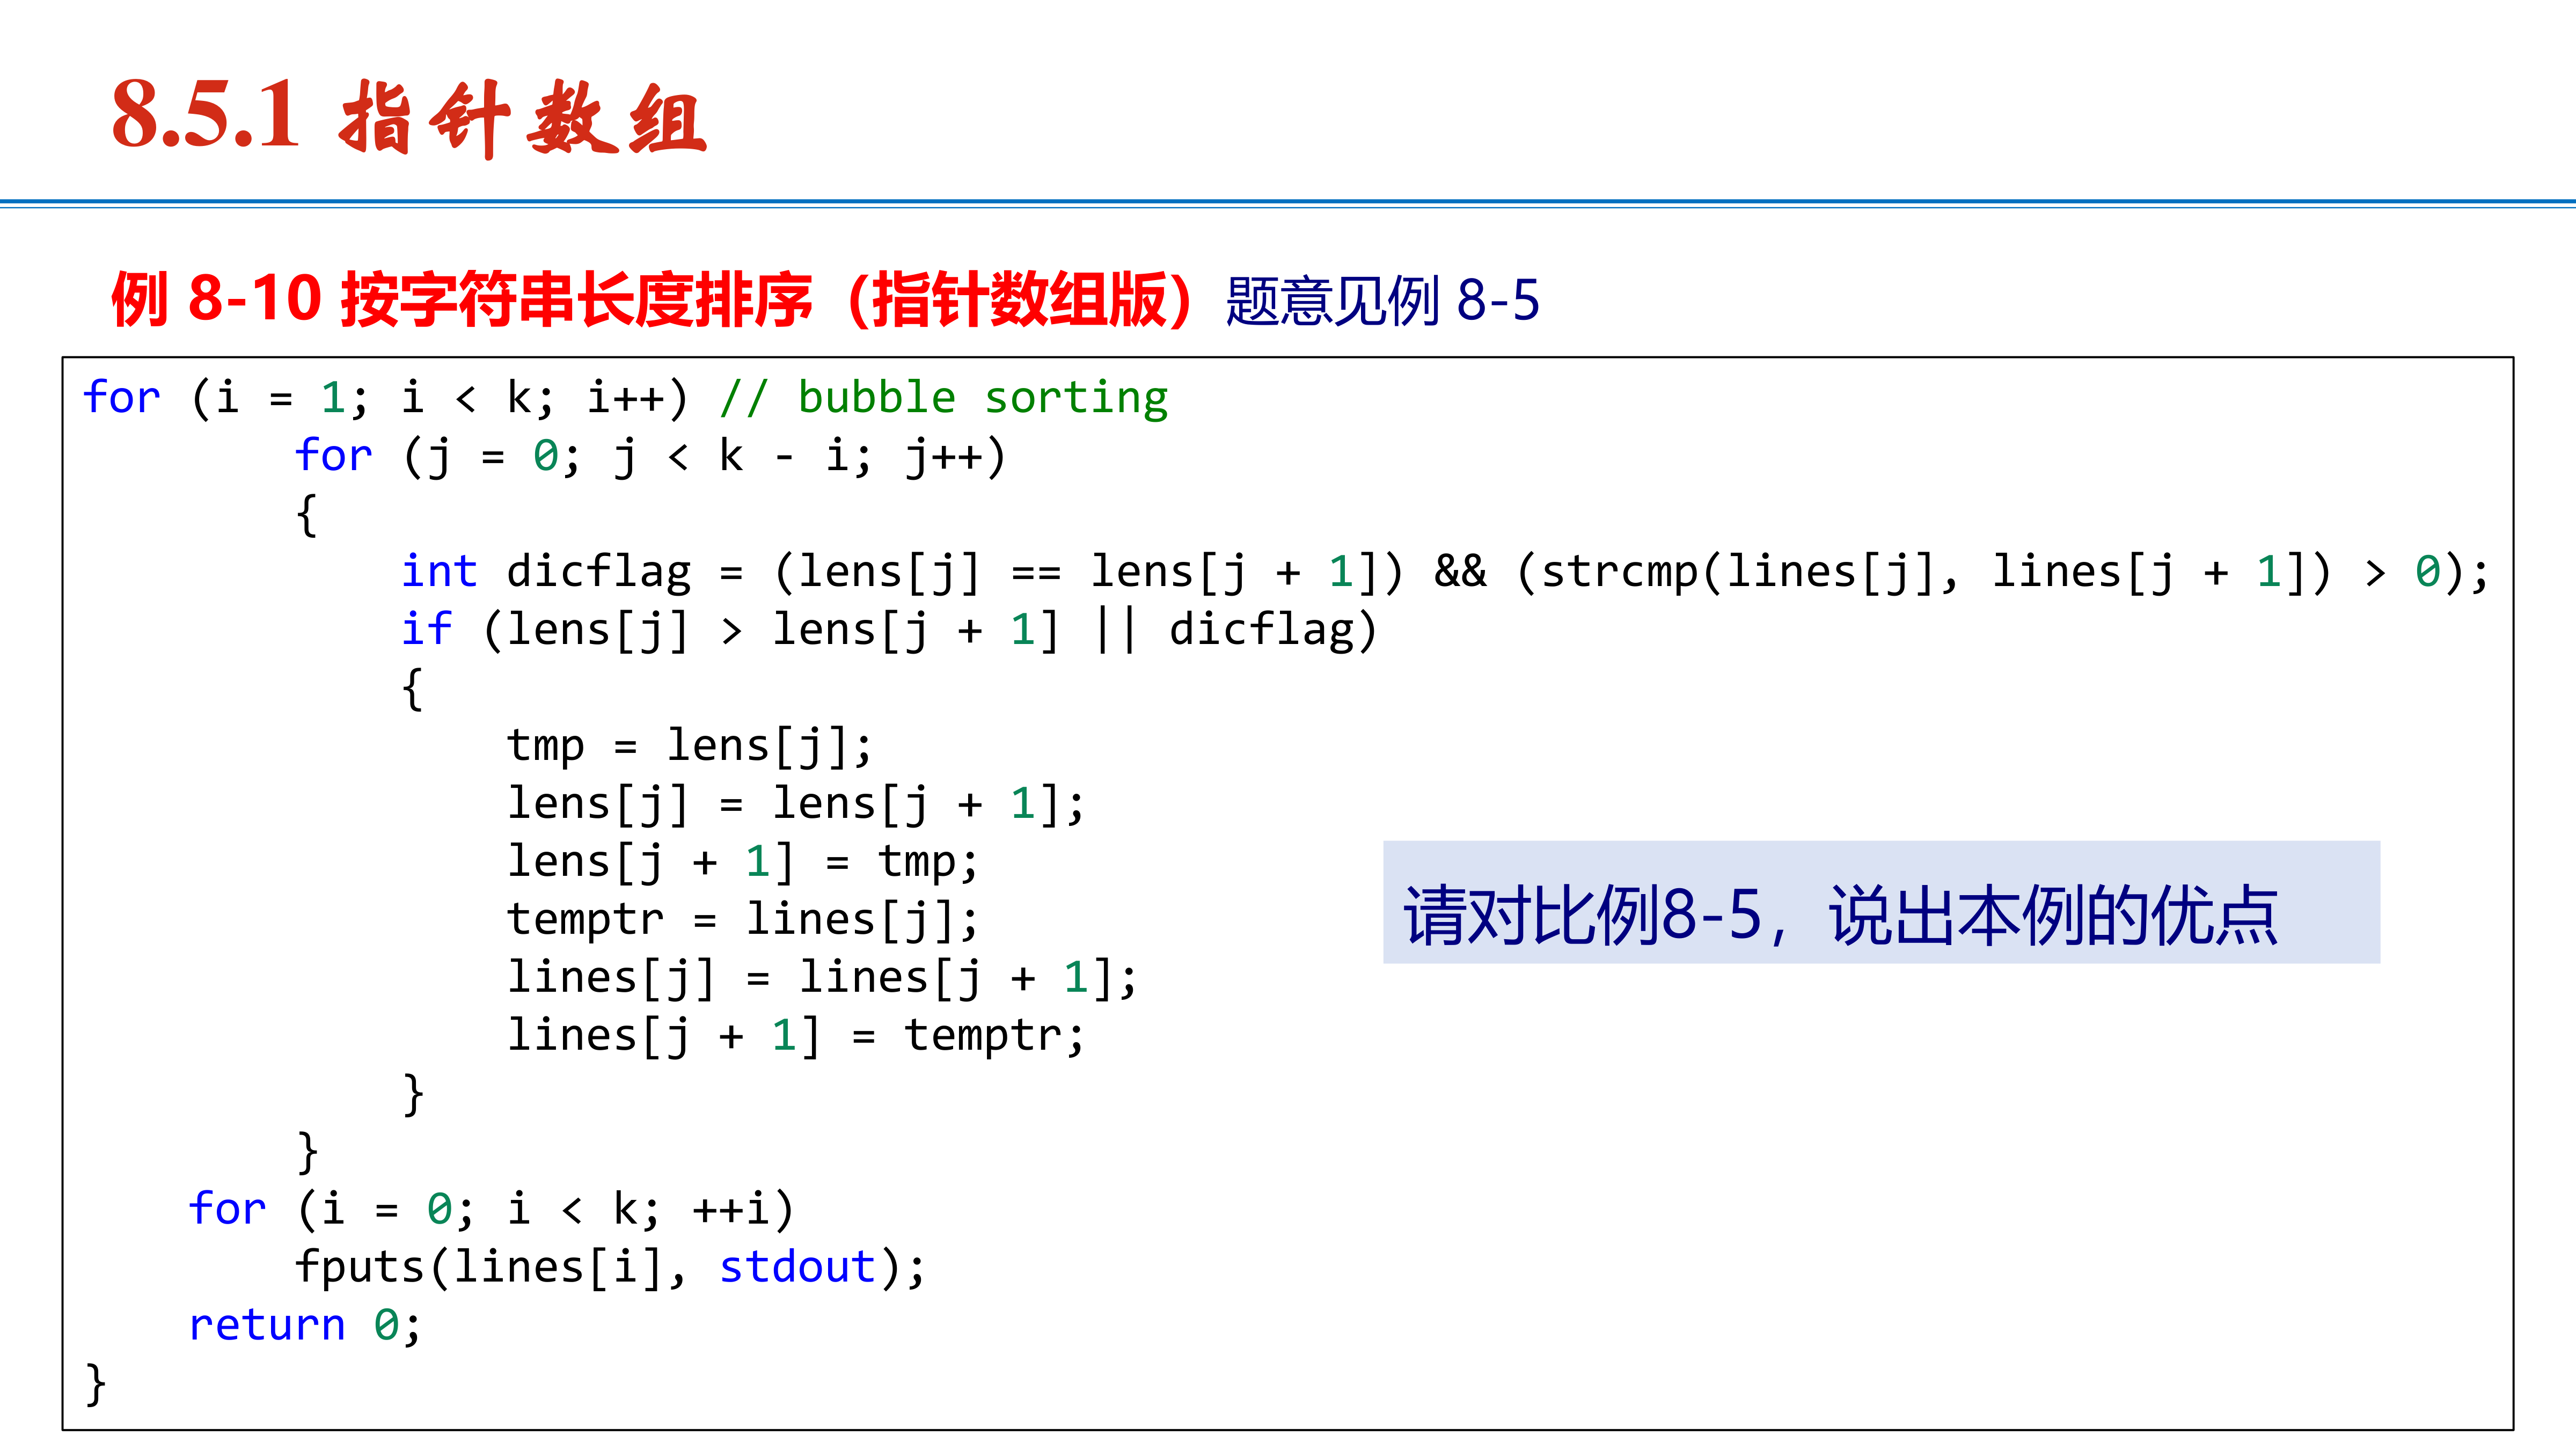 8.5.1 指针数组
例 8-10 按字符串长度排序（指针数组版）题意见例 8-5
for (i = 1; i < k; i++) // bubble sorting
        for (j = 0; j < k - i; j++)
        {
            int dicflag = (lens[j] == lens[j + 1]) && (strcmp(lines[j], lines[j + 1]) > 0);
            if (lens[j] > lens[j + 1] || dicflag)
            {
                tmp = lens[j];
                lens[j] = lens[j + 1];
                lens[j + 1] = tmp;
                temptr = lines[j];
                lines[j] = lines[j + 1];
                lines[j + 1] = temptr;
            }
        }
    for (i = 0; i < k; ++i)
        fputs(lines[i], stdout);
    return 0;
}
请对比例8-5，说出本例的优点